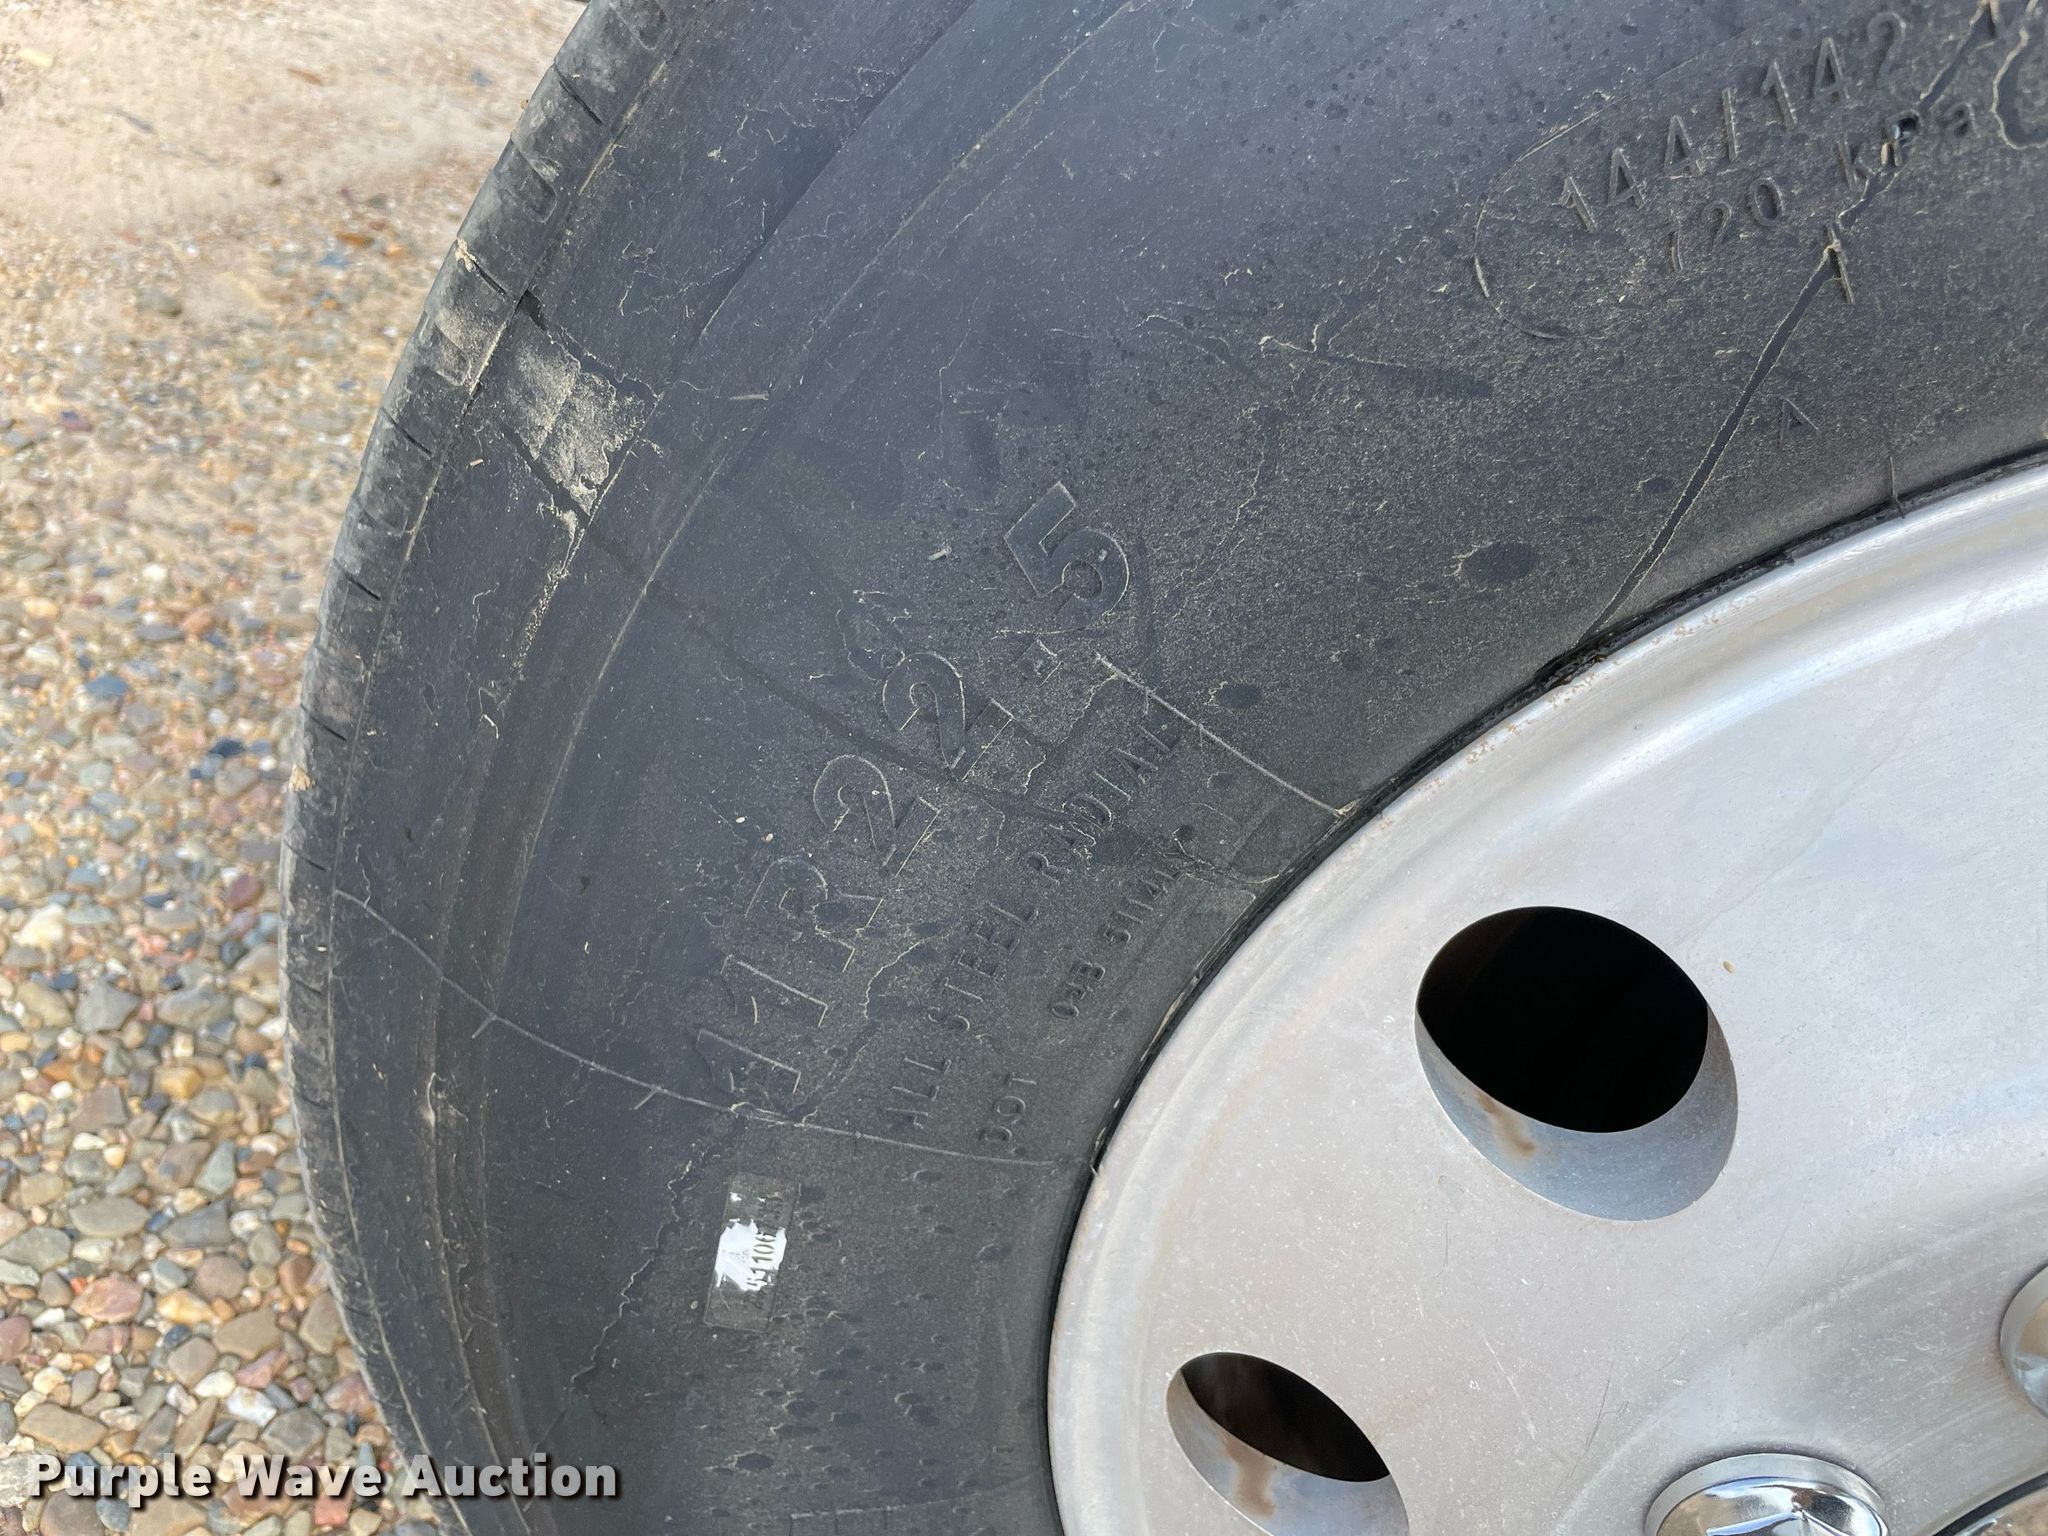 144/142
720 kPa
11R22.5
ALL STEEL RADIAL
DOT
Purple Wave Auction